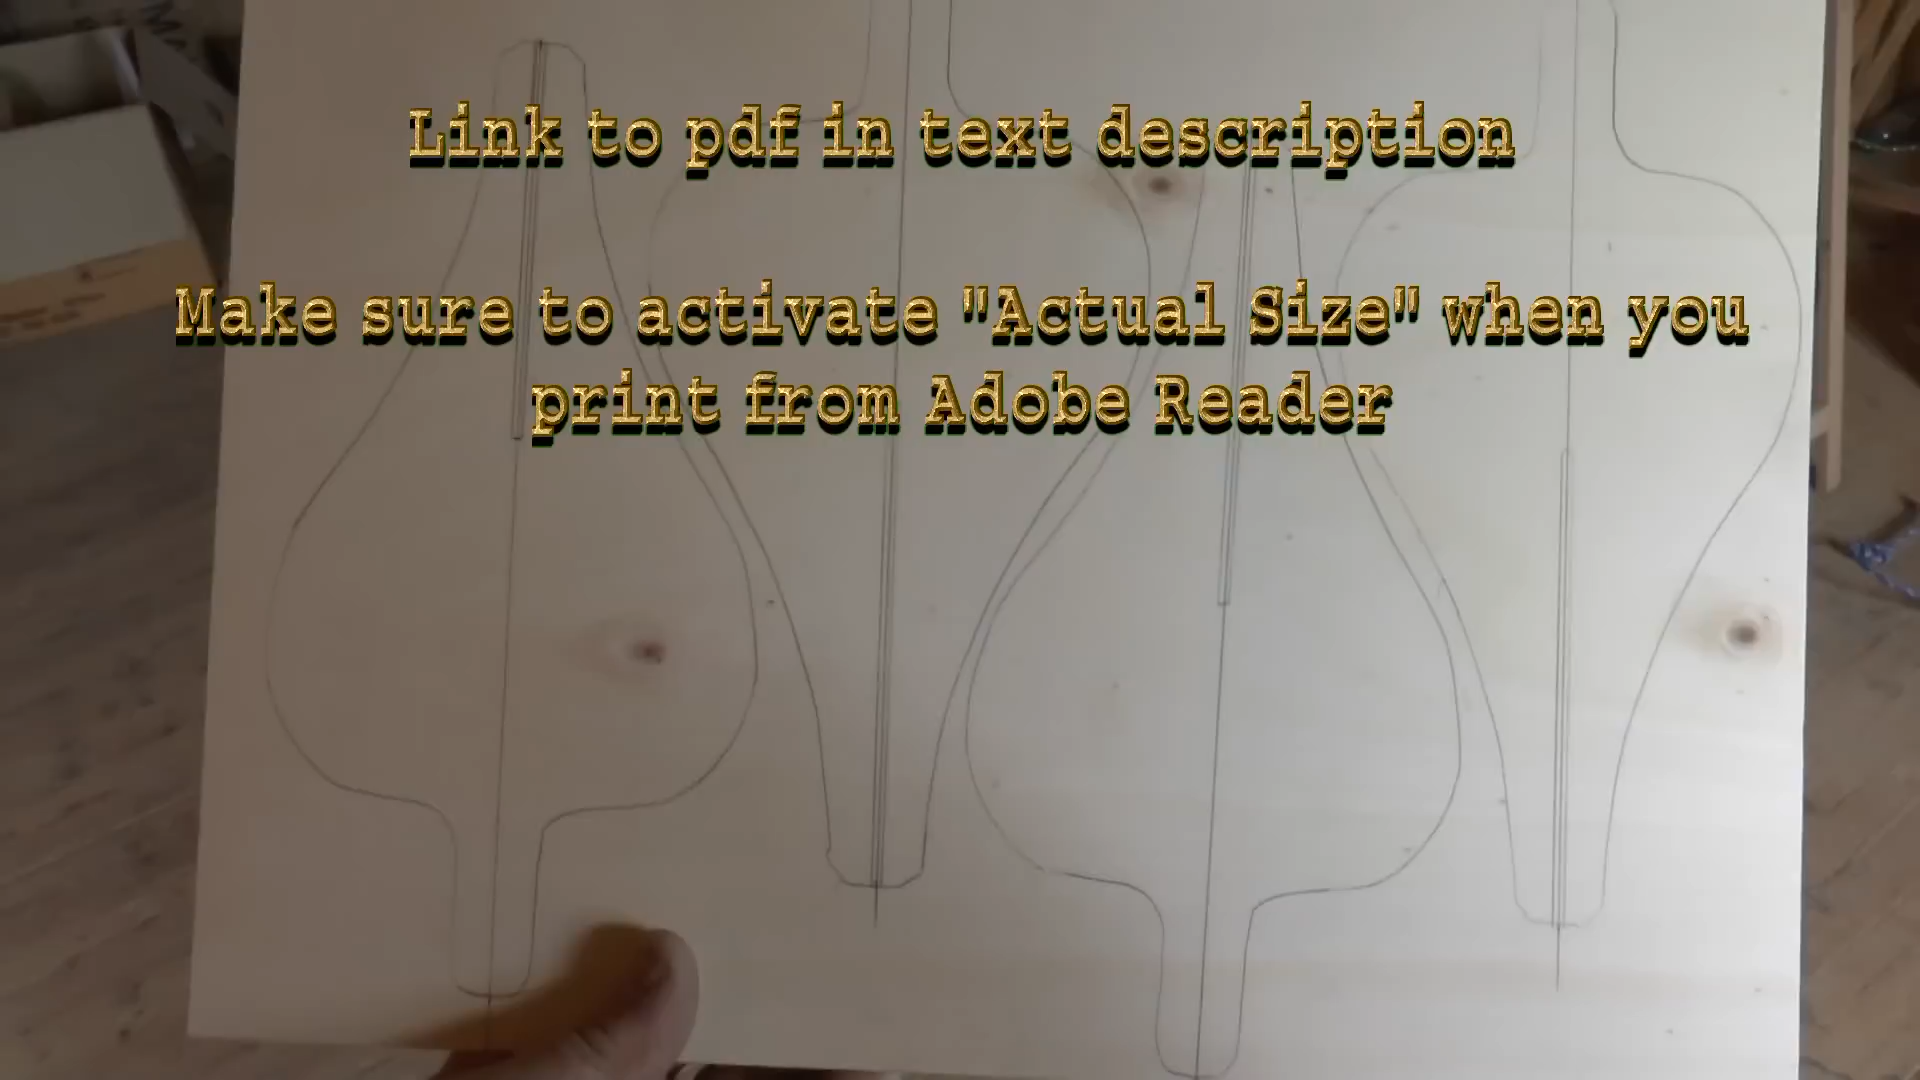 Link to pdf in text description
Make sure to activate "Actual Size" when you
print from Adobe Reader